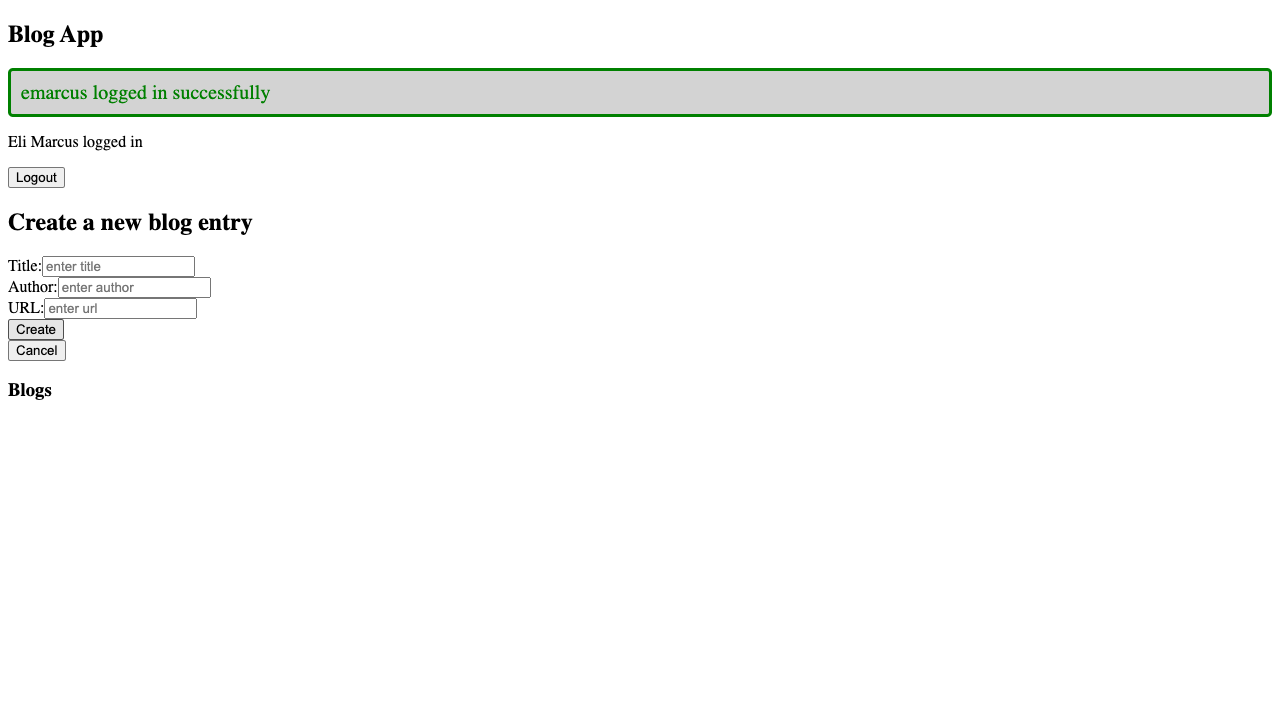 Blog App
emarcus logged in successfully
Eli Marcus logged in
Logout
Create a new blog entry
Title: enter title
Author: enter author
URL: enter url
Create
Cancel
Blogs